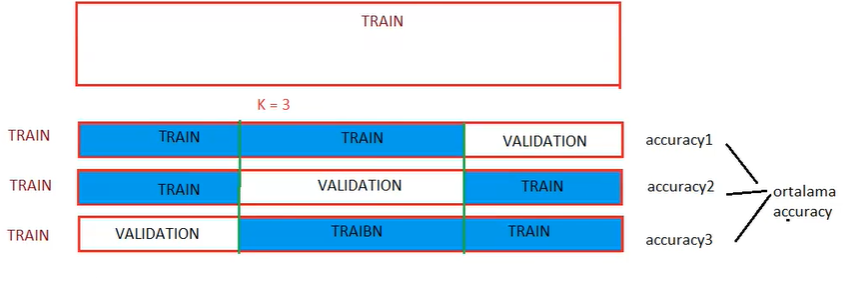 TRAIN
K = 3
TRAIN TRAIN TRAIN VALIDATION accuracy1
TRAIN TRAIN VALIDATION TRAIN accuracy2
TRAIN VALIDATION TRAIBN TRAIN accuracy3
ortalama
accuracy